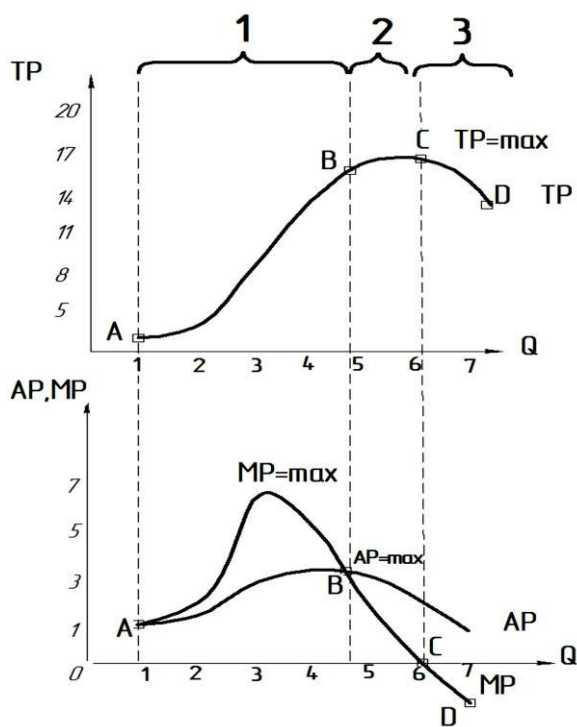 1 2 3
TP
20
17
14
11
8
5
A
B
C
TP=max
D TP
1 2 3 4 5 6 7 Q
AP,MP
7
5
3
1
0
MP=max
AP=max
A
B
C
AP
1 2 3 4 5 6 7 Q
D
MP